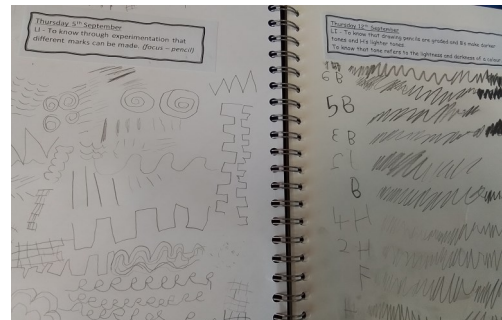 Thursday 5th September
LI - To know through experimentation that
different marks can be made. (focus – pencil)
Thursday 12th September
LI - To know that drawing pencils are graded and B's make darker
tones and H's lighter tones.
To know that tone refers to the lightness and darkness of a colour
6B
5B
3B
B
4H
2H
F